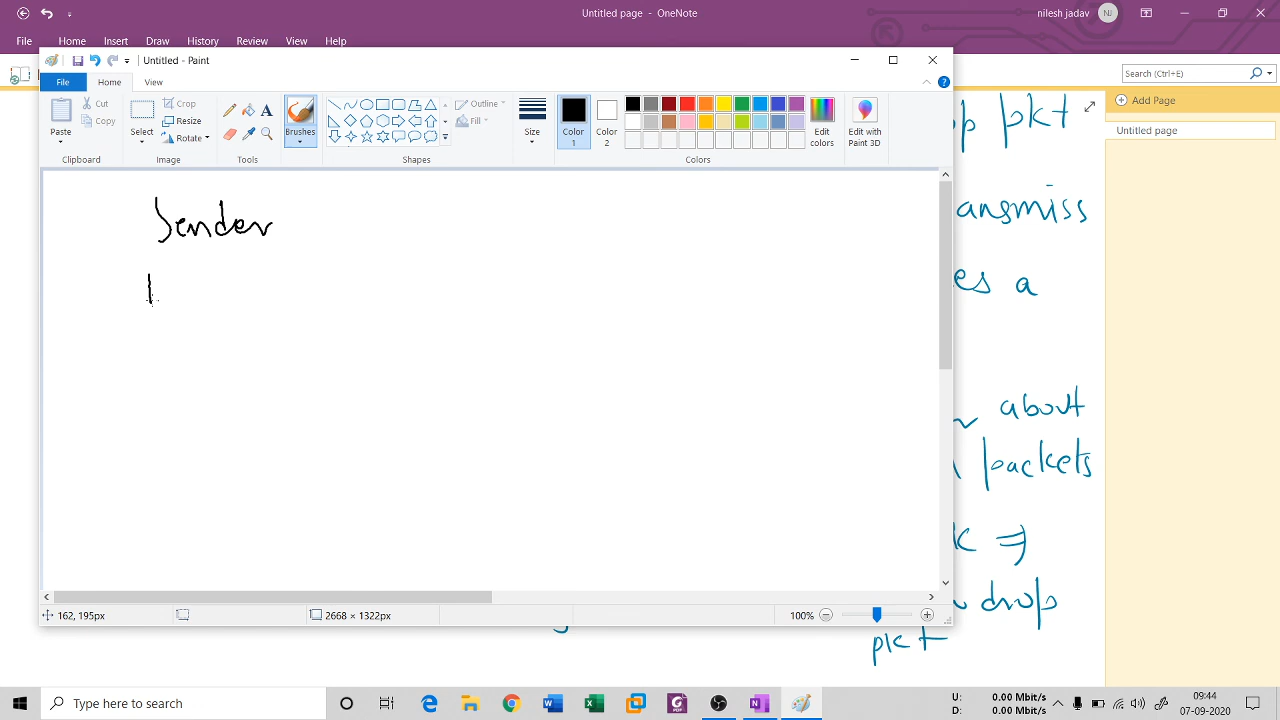 Untitled page - OneNote
nilesh jadav NJ
File Home Insert Draw History Review View Help
Untitled - Paint
File Home View
Search (Ctrl+E)
Paste Cut Copy Select Crop Resize Rotate Brushes Outline Fill Size Color 1 Color 2 Edit colors Edit with Paint 3D
Clipboard Image Tools Shapes Colors
Add Page
Untitled page
pkt
Sender
ansmiss
es a
about
packets
k ⇒
drop
pkt
162, 195px 2668 × 1322px 100%
Type here to search
U: 0.00 Mbit/s
D: 0.00 Mbit/s
09:44
07-09-2020